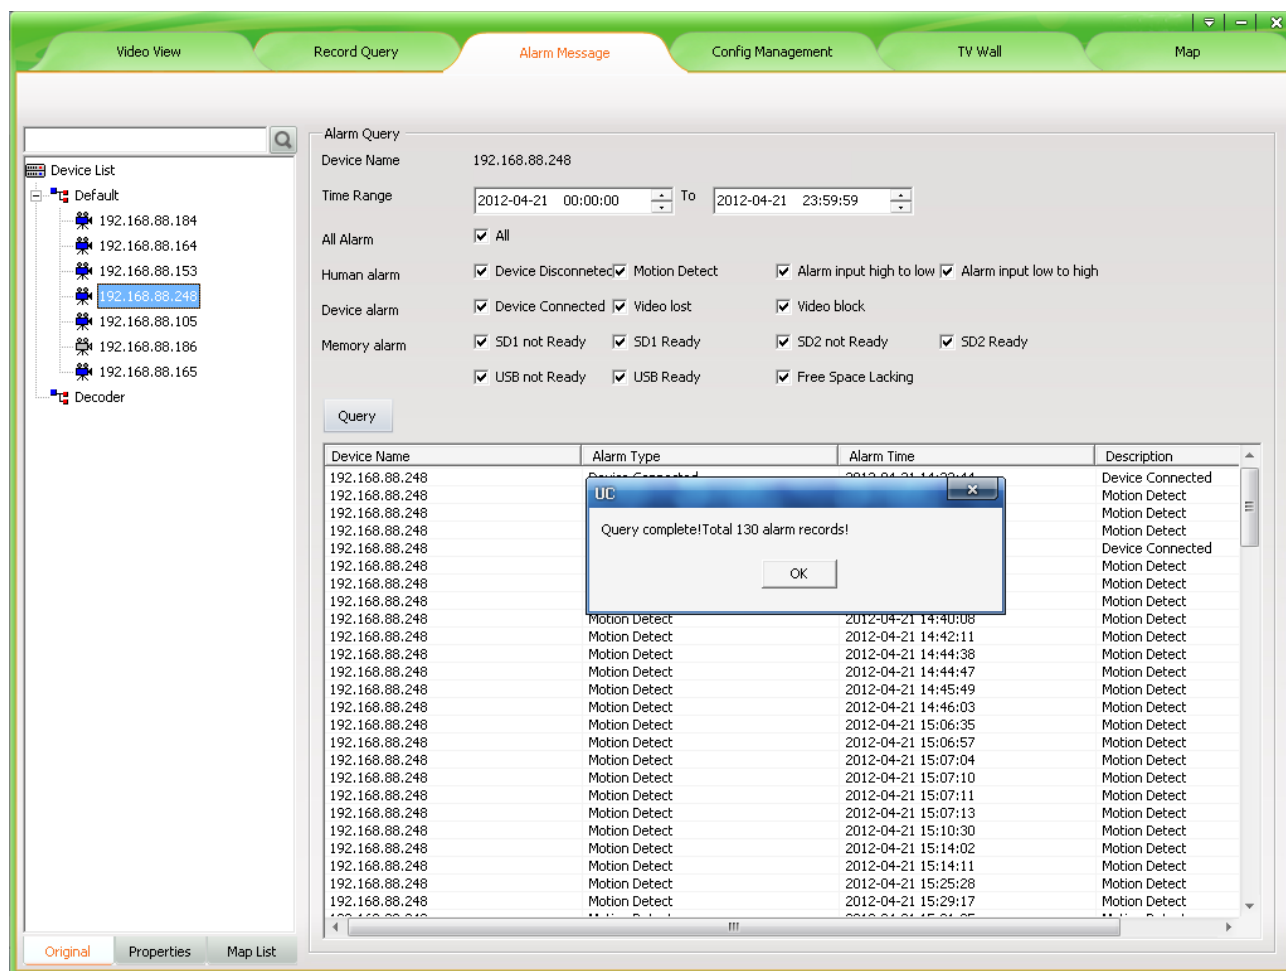 Video View Record Query Alarm Message Config Management TV Wall Map
Alarm Query
Device Name 192.168.88.248
Time Range 2012-04-21 00:00:00 To 2012-04-21 23:59:59
All Alarm All
Human alarm Device Disconneted Motion Detect Alarm input high to low Alarm input low to high
Device alarm Device Connected Video lost Video block
Memory alarm SD1 not Ready SD1 Ready SD2 not Ready SD2 Ready
USB not Ready USB Ready Free Space Lacking
Query
Device List
Default
192.168.88.184
192.168.88.164
192.168.88.153
192.168.88.248
192.168.88.105
192.168.88.186
192.168.88.165
Decoder
Device Name Alarm Type Alarm Time Description
192.168.88.248 Device Connected Device Connected
192.168.88.248 Motion Detect
192.168.88.248 Motion Detect
192.168.88.248 Motion Detect
192.168.88.248 Device Connected
192.168.88.248 Motion Detect
192.168.88.248 Motion Detect
192.168.88.248 Motion Detect
192.168.88.248 Motion Detect 2012-04-21 14:40:08 Motion Detect
192.168.88.248 Motion Detect 2012-04-21 14:42:11 Motion Detect
192.168.88.248 Motion Detect 2012-04-21 14:44:38 Motion Detect
192.168.88.248 Motion Detect 2012-04-21 14:44:47 Motion Detect
192.168.88.248 Motion Detect 2012-04-21 14:45:49 Motion Detect
192.168.88.248 Motion Detect 2012-04-21 14:46:03 Motion Detect
192.168.88.248 Motion Detect 2012-04-21 15:06:35 Motion Detect
192.168.88.248 Motion Detect 2012-04-21 15:06:57 Motion Detect
192.168.88.248 Motion Detect 2012-04-21 15:07:04 Motion Detect
192.168.88.248 Motion Detect 2012-04-21 15:07:10 Motion Detect
192.168.88.248 Motion Detect 2012-04-21 15:07:11 Motion Detect
192.168.88.248 Motion Detect 2012-04-21 15:07:13 Motion Detect
192.168.88.248 Motion Detect 2012-04-21 15:10:30 Motion Detect
192.168.88.248 Motion Detect 2012-04-21 15:14:02 Motion Detect
192.168.88.248 Motion Detect 2012-04-21 15:14:11 Motion Detect
192.168.88.248 Motion Detect 2012-04-21 15:25:28 Motion Detect
192.168.88.248 Motion Detect 2012-04-21 15:29:17 Motion Detect
UC
Query complete!Total 130 alarm records!
OK
Original Properties Map List